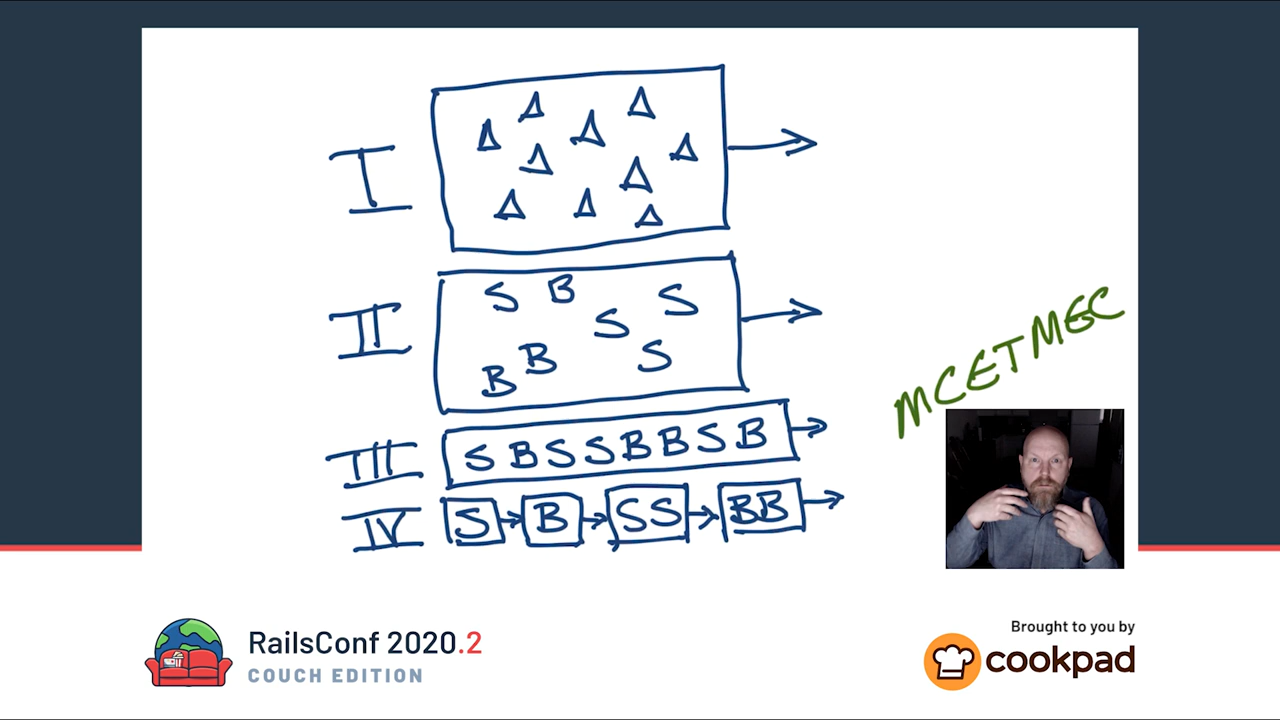 I
Δ Δ Δ Δ Δ Δ Δ Δ Δ Δ
II
S B S S B B S
MCETMEC
III S B S S B B S B
IV S B SS BB
RailsConf 2020.2
COUCH EDITION
Brought to you by
cookpad